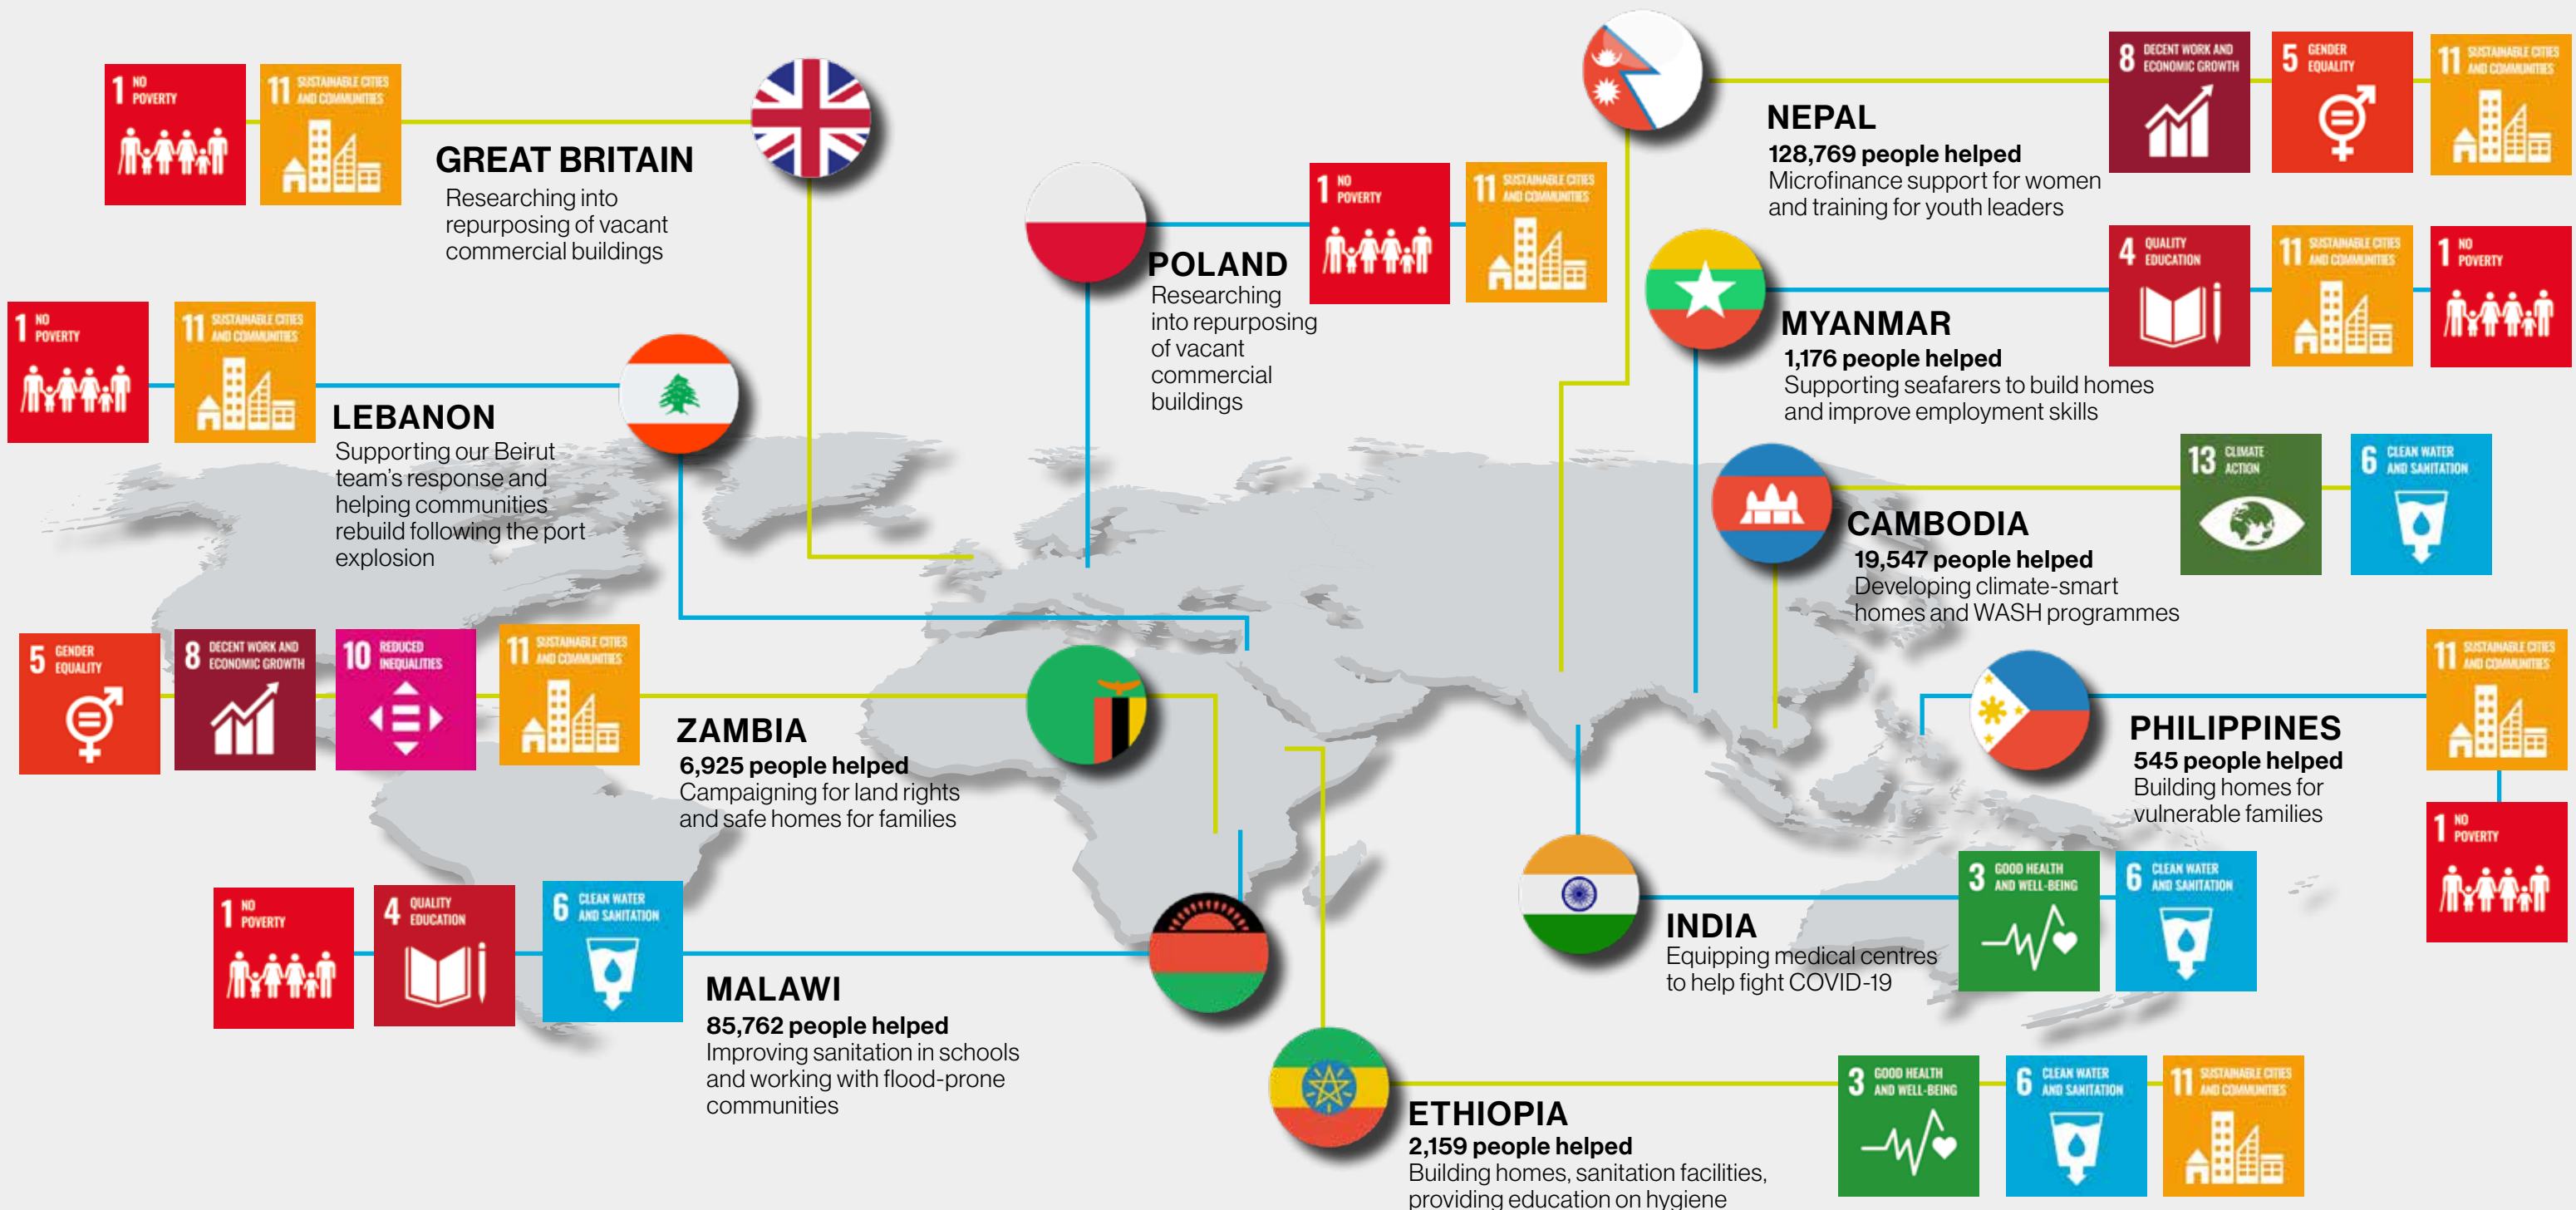 1 NO
POVERTY
11 SUSTAINABLE CITIES
AND COMMUNITIES
GREAT BRITAIN
Researching into
repurposing of vacant
commercial buildings
1 NO
POVERTY
11 SUSTAINABLE CITIES
AND COMMUNITIES
POLAND
Researching
into repurposing
of vacant
commercial
buildings
8 DECENT WORK AND
ECONOMIC GROWTH
5 GENDER
EQUALITY
11 SUSTAINABLE CITIES
AND COMMUNITIES
NEPAL
128,769 people helped
Microfinance support for women
and training for youth leaders
4 QUALITY
EDUCATION
11 SUSTAINABLE CITIES
AND COMMUNITIES
1 NO
POVERTY
MYANMAR
1,176 people helped
Supporting seafarers to build homes
and improve employment skills
1 NO
POVERTY
11 SUSTAINABLE CITIES
AND COMMUNITIES
LEBANON
Supporting our Beirut
team's response and
helping communities
rebuild following the port
explosion
13 CLIMATE
ACTION
6 CLEAN WATER
AND SANITATION
CAMBODIA
19,547 people helped
Developing climate-smart
homes and WASH programmes
5 GENDER
EQUALITY
8 DECENT WORK AND
ECONOMIC GROWTH
10 REDUCED
INEQUALITIES
11 SUSTAINABLE CITIES
AND COMMUNITIES
ZAMBIA
6,925 people helped
Campaigning for land rights
and safe homes for families
11 SUSTAINABLE CITIES
AND COMMUNITIES
PHILIPPINES
545 people helped
Building homes for
vulnerable families
1 NO
POVERTY
3 GOOD HEALTH
AND WELL-BEING
6 CLEAN WATER
AND SANITATION
INDIA
Equipping medical centres
to help fight COVID-19
1 NO
POVERTY
4 QUALITY
EDUCATION
6 CLEAN WATER
AND SANITATION
MALAWI
85,762 people helped
Improving sanitation in schools
and working with flood-prone
communities
3 GOOD HEALTH
AND WELL-BEING
6 CLEAN WATER
AND SANITATION
11 SUSTAINABLE CITIES
AND COMMUNITIES
ETHIOPIA
2,159 people helped
Building homes, sanitation facilities,
providing education on hygiene